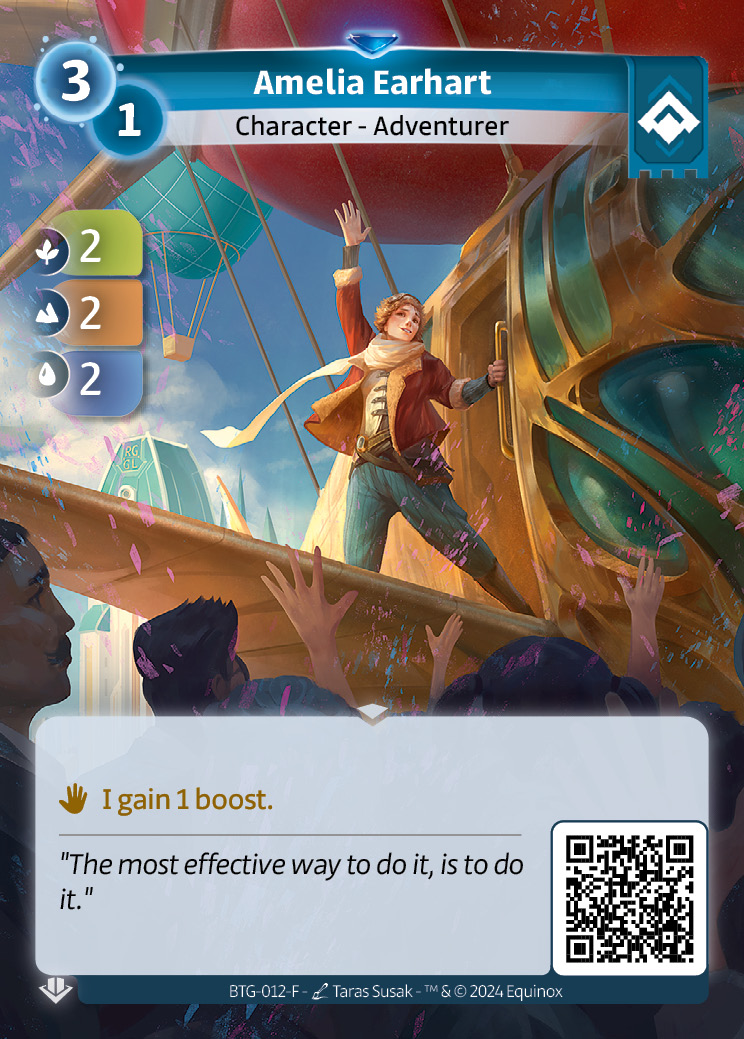 3
1
Amelia Earhart
Character - Adventurer
2
2
2
RG
GL
I gain 1 boost.
"The most effective way to do it, is to do
it."
BTG-012-F - Taras Susak - ™ & © 2024 Equinox